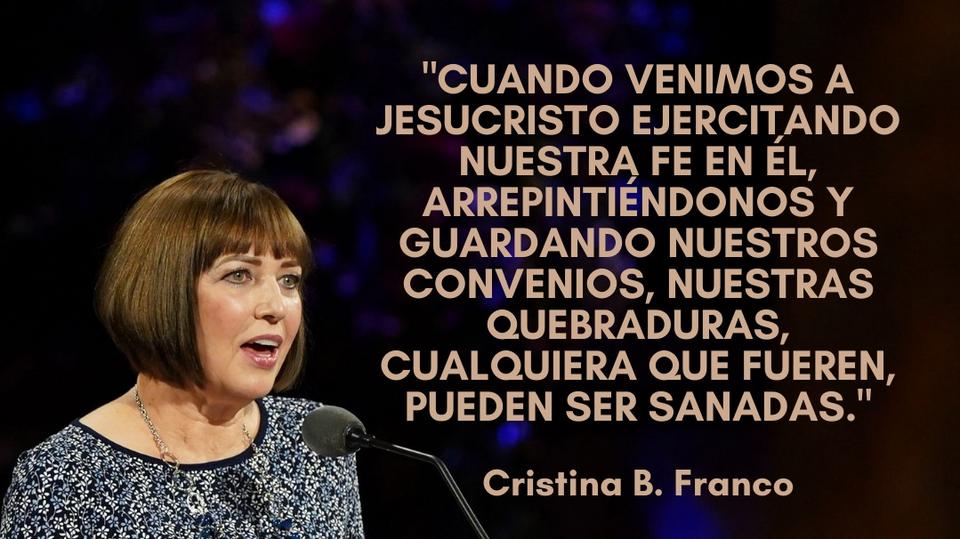 "CUANDO VENIMOS A
JESUCRISTO EJERCITANDO
NUESTRA FE EN ÉL,
ARREPINTIÉNDONOS Y
GUARDANDO NUESTROS
CONVENIOS, NUESTRAS
QUEBRADURAS,
CUALQUIERA QUE FUEREN,
PUEDEN SER SANADAS."
Cristina B. Franco